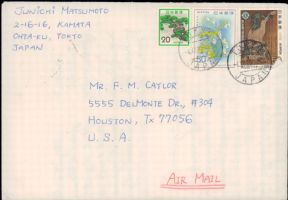 JUNICHI MATSUMOTO
2-16-16, KAMATA
OHTA-KU, TOKYO
JAPAN
20
50
JAPAN
MR. F. M. CAYLOR
5555 DELMONTE DR., #304
HOUSTON, TX 77056
U. S. A.
AIR MAIL